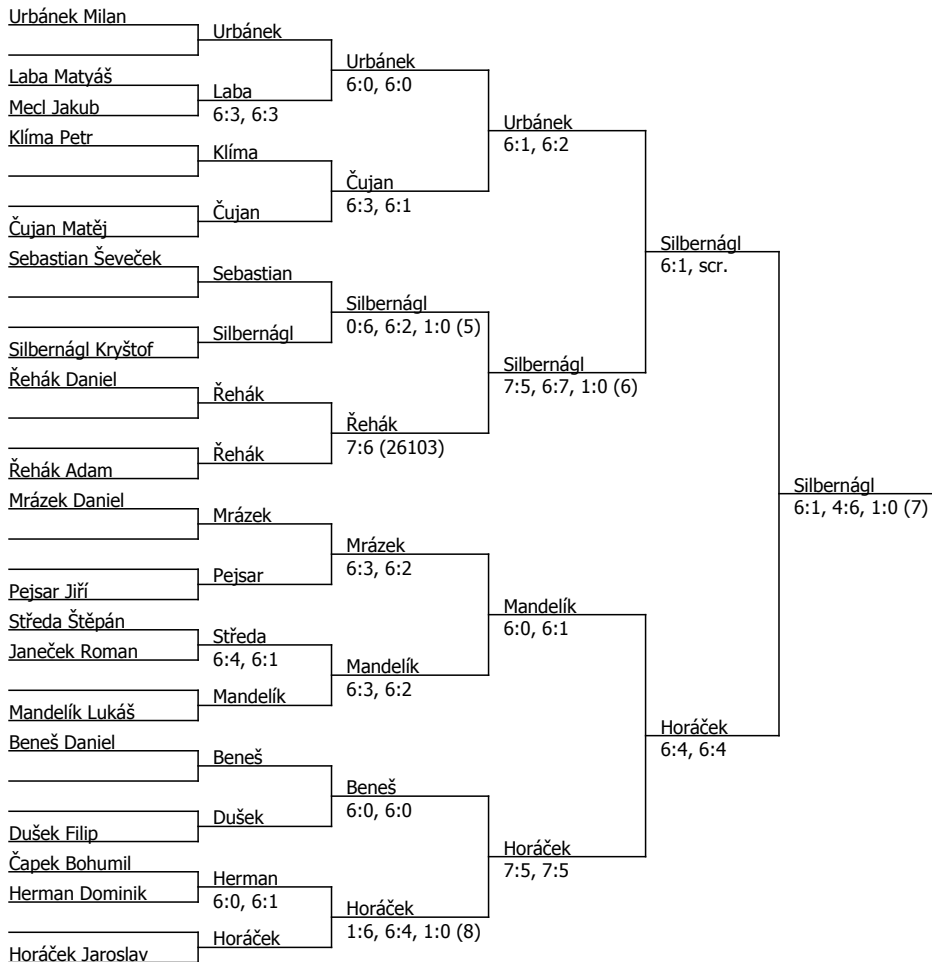 Urbánek Milan
Laba Matyáš
Mecl Jakub
Klíma Petr
Čujan Matěj
Sebastian Ševeček
Silbernágl Kryštof
Řehák Daniel
Řehák Adam
Mrázek Daniel
Pejsar Jiří
Středa Štěpán
Janeček Roman
Mandelík Lukáš
Beneš Daniel
Dušek Filip
Čapek Bohumil
Herman Dominik
Horáček Jaroslav
Urbánek
Laba
6:3, 6:3
Klíma
Čujan
Sebastian
Silbernágl
Řehák
Řehák
Mrázek
Pejsar
Středa
6:4, 6:1
Mandelík
Beneš
Dušek
Herman
6:0, 6:1
Horáček
Urbánek
6:0, 6:0
Čujan
6:3, 6:1
Silbernágl
0:6, 6:2, 1:0 (5)
Řehák
7:6 (26103)
Mrázek
6:3, 6:2
Mandelík
6:3, 6:2
Beneš
6:0, 6:0
Horáček
1:6, 6:4, 1:0 (8)
Urbánek
6:1, 6:2
Silbernágl
7:5, 6:7, 1:0 (6)
Mandelík
6:0, 6:1
Horáček
7:5, 7:5
Silbernágl
6:1, scr.
Horáček
6:4, 6:4
Silbernágl
6:1, 4:6, 1:0 (7)